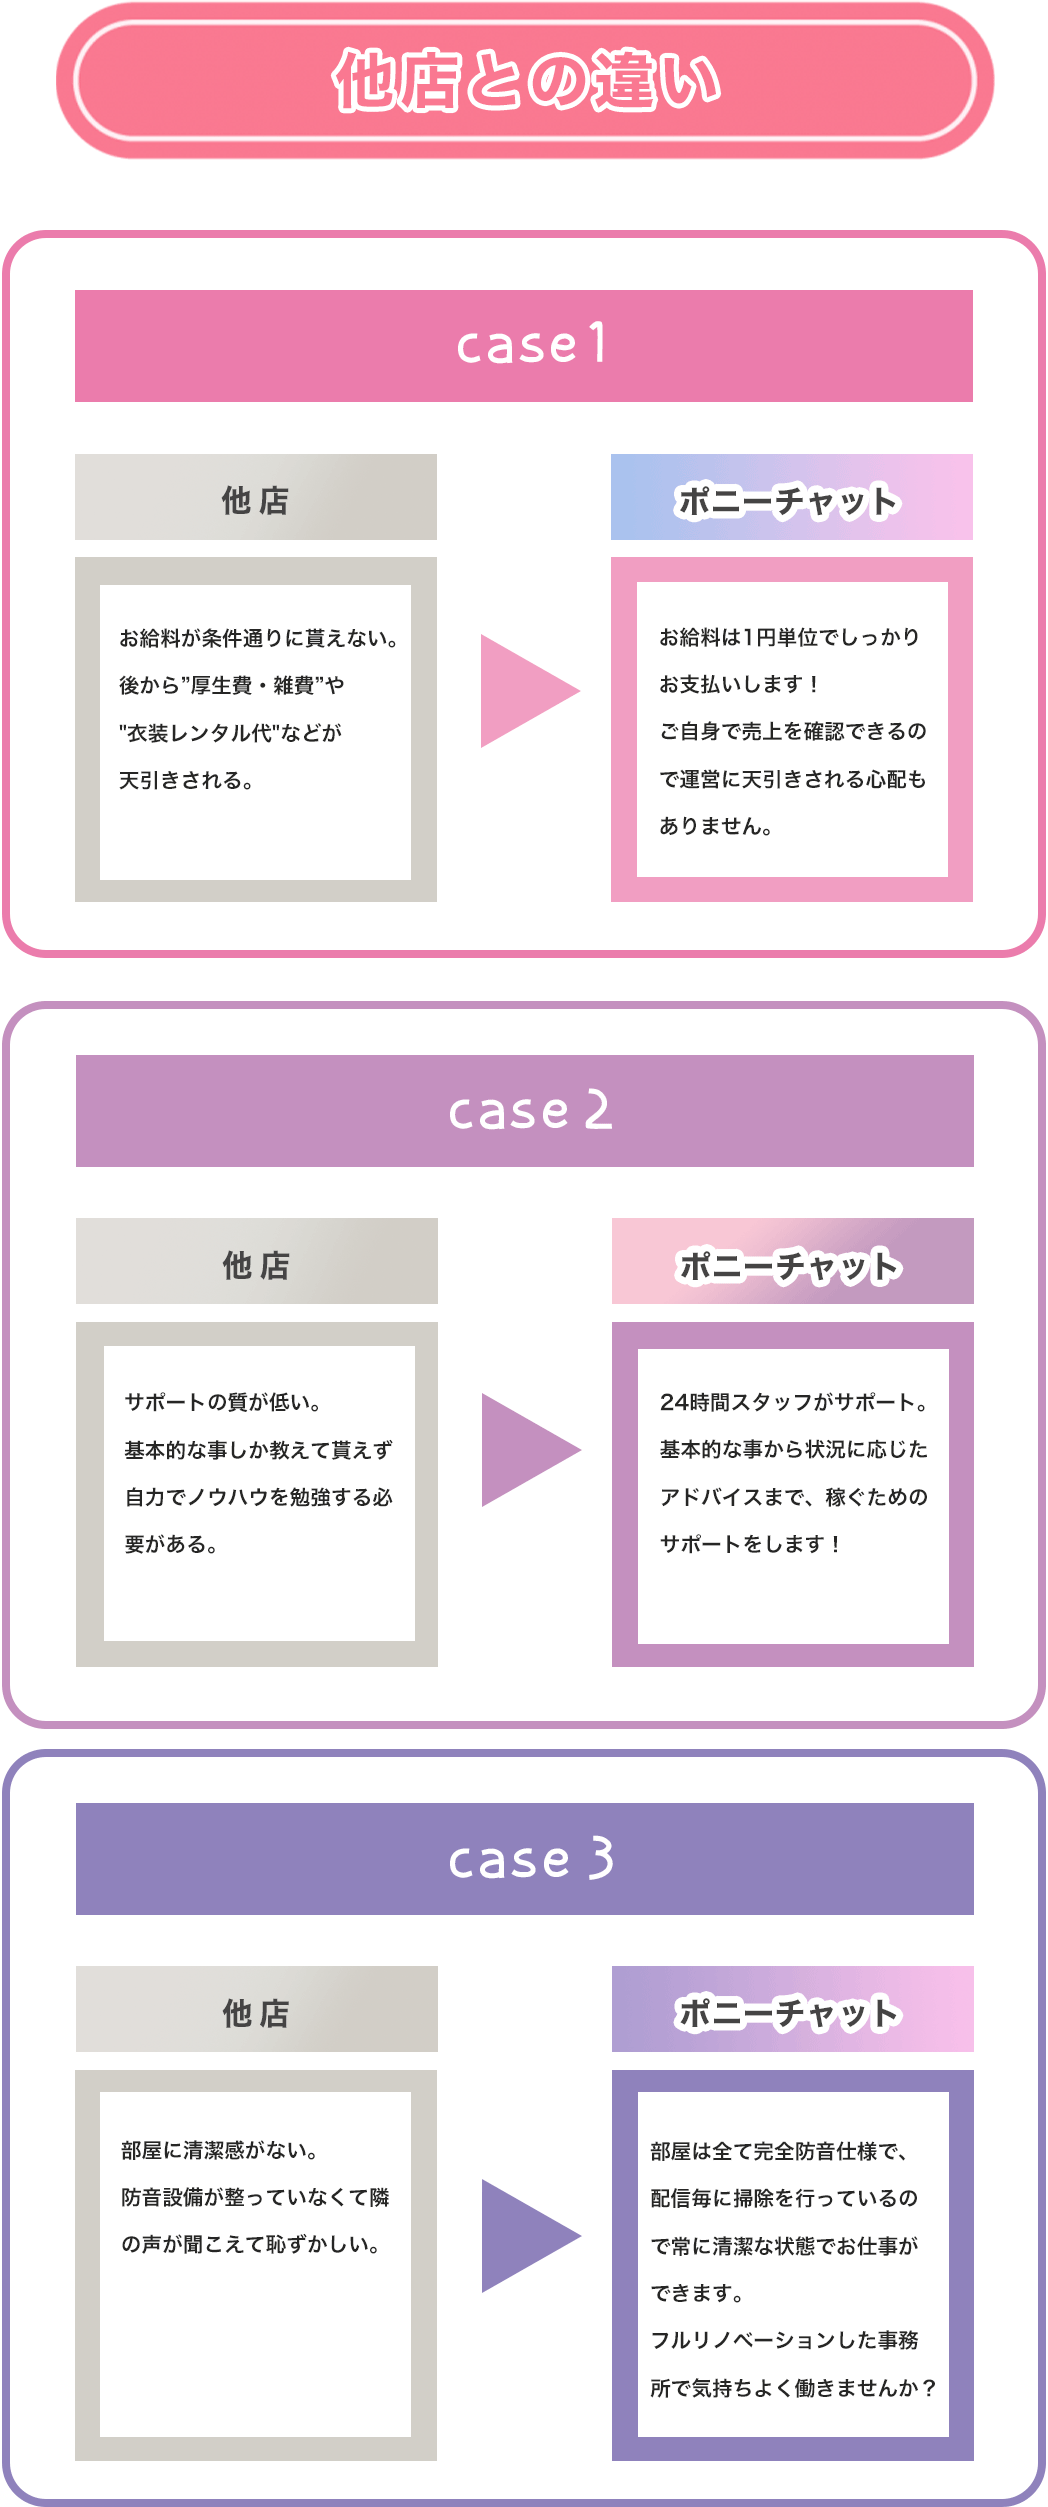 他店との違い
case1
他店
ポニーチャット
お給料が条件通りに貰えない。
後から”厚生費・雑費”や
"衣装レンタル代"などが
天引きされる。
お給料は1円単位でしっかり
お支払いします！
ご自身で売上を確認できるの
で運営に天引きされる心配も
ありません。
case2
他店
ポニーチャット
サポートの質が低い。
基本的な事しか教えて貰えず
自力でノウハウを勉強する必
要がある。
24時間スタッフがサポート。
基本的な事から状況に応じた
アドバイスまで、稼ぐための
サポートをします！
case3
他店
ポニーチャット
部屋に清潔感がない。
防音設備が整っていなくて隣
の声が聞こえて恥ずかしい。
部屋は全て完全防音仕様で、
配信毎に掃除を行っているの
で常に清潔な状態でお仕事が
できます。
フルリノベーションした事務
所で気持ちよく働きませんか？